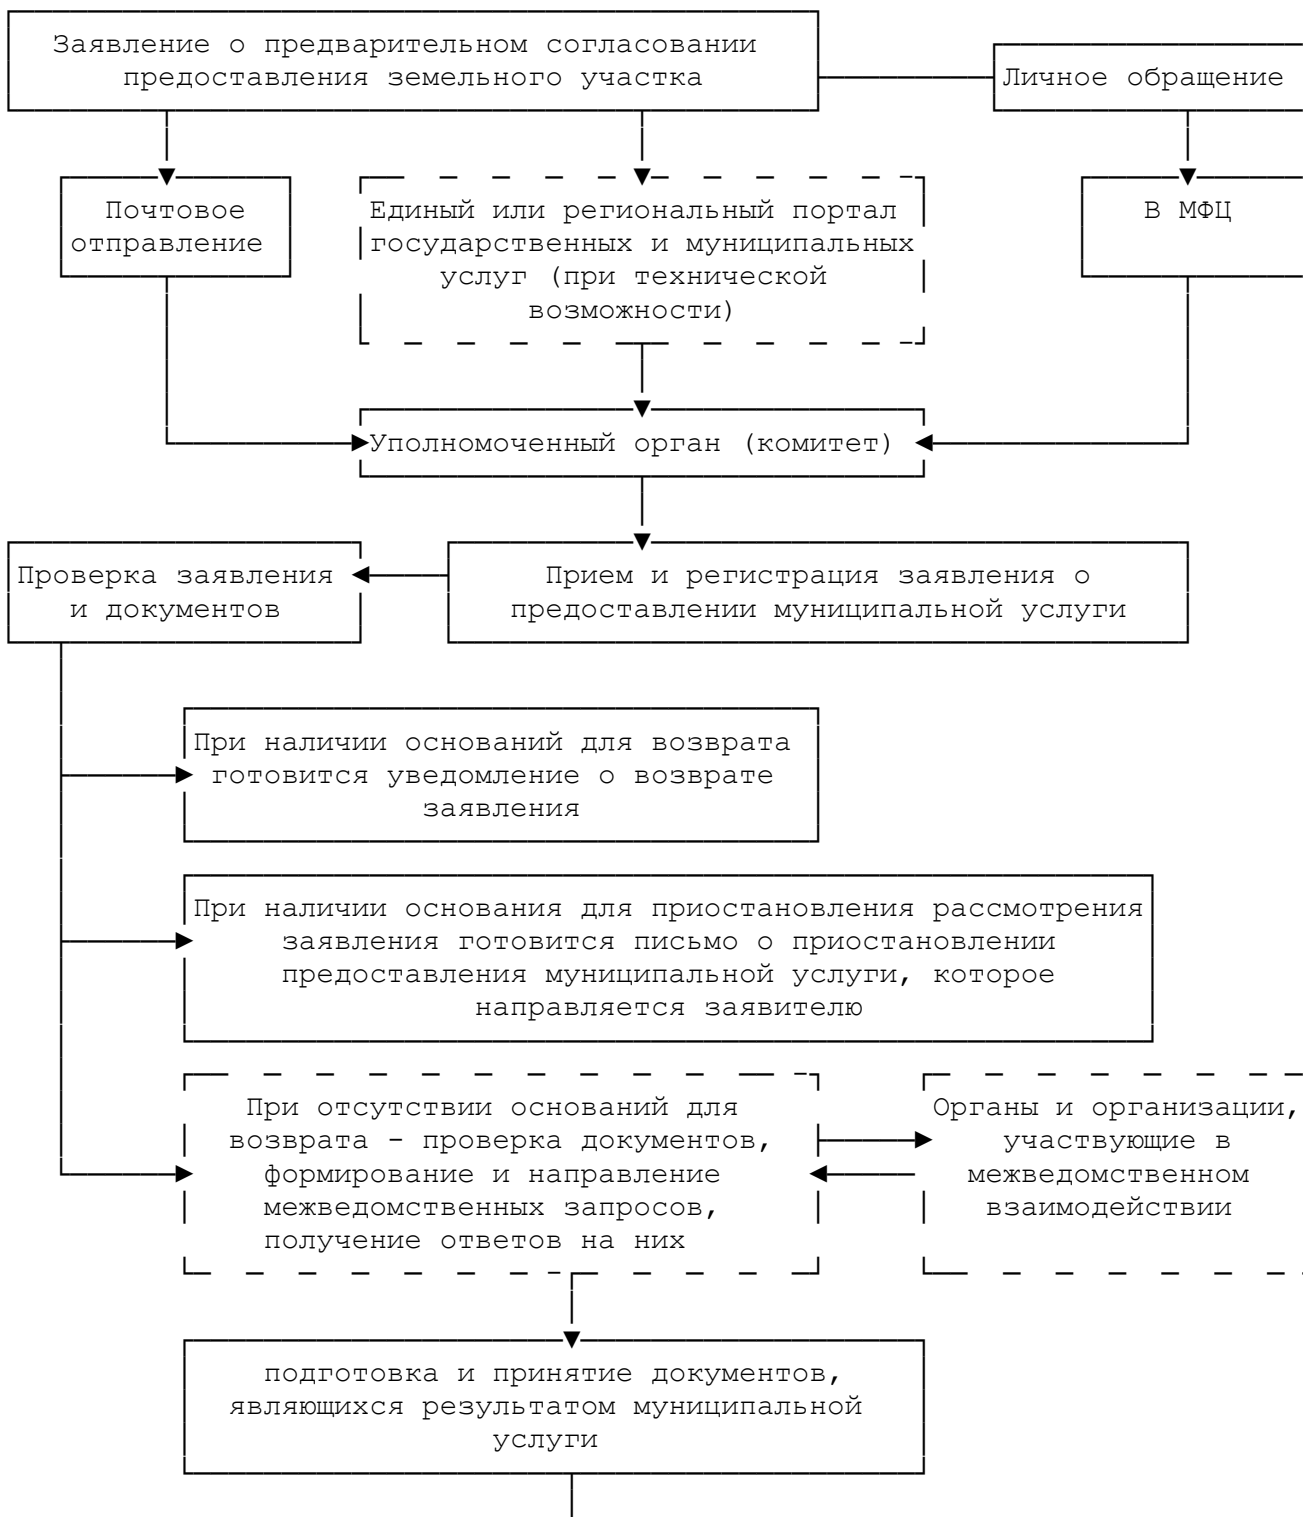 Заявление о предварительном согласовании
предоставления земельного участка
Личное обращение
Почтовое
отправление
Единый или региональный портал
государственных и муниципальных
услуг (при технической
возможности)
В МФЦ
Уполномоченный орган (комитет)
Проверка заявления
и документов
Прием и регистрация заявления о
предоставлении муниципальной услуги
При наличии оснований для возврата
готовится уведомление о возврате
заявления
При наличии основания для приостановления рассмотрения
заявления готовится письмо о приостановлении
предоставления муниципальной услуги, которое
направляется заявителю
При отсутствии оснований для
возврата - проверка документов,
формирование и направление
межведомственных запросов,
получение ответов на них
Органы и организации,
участвующие в
межведомственном
взаимодействии
подготовка и принятие документов,
являющихся результатом муниципальной
услуги